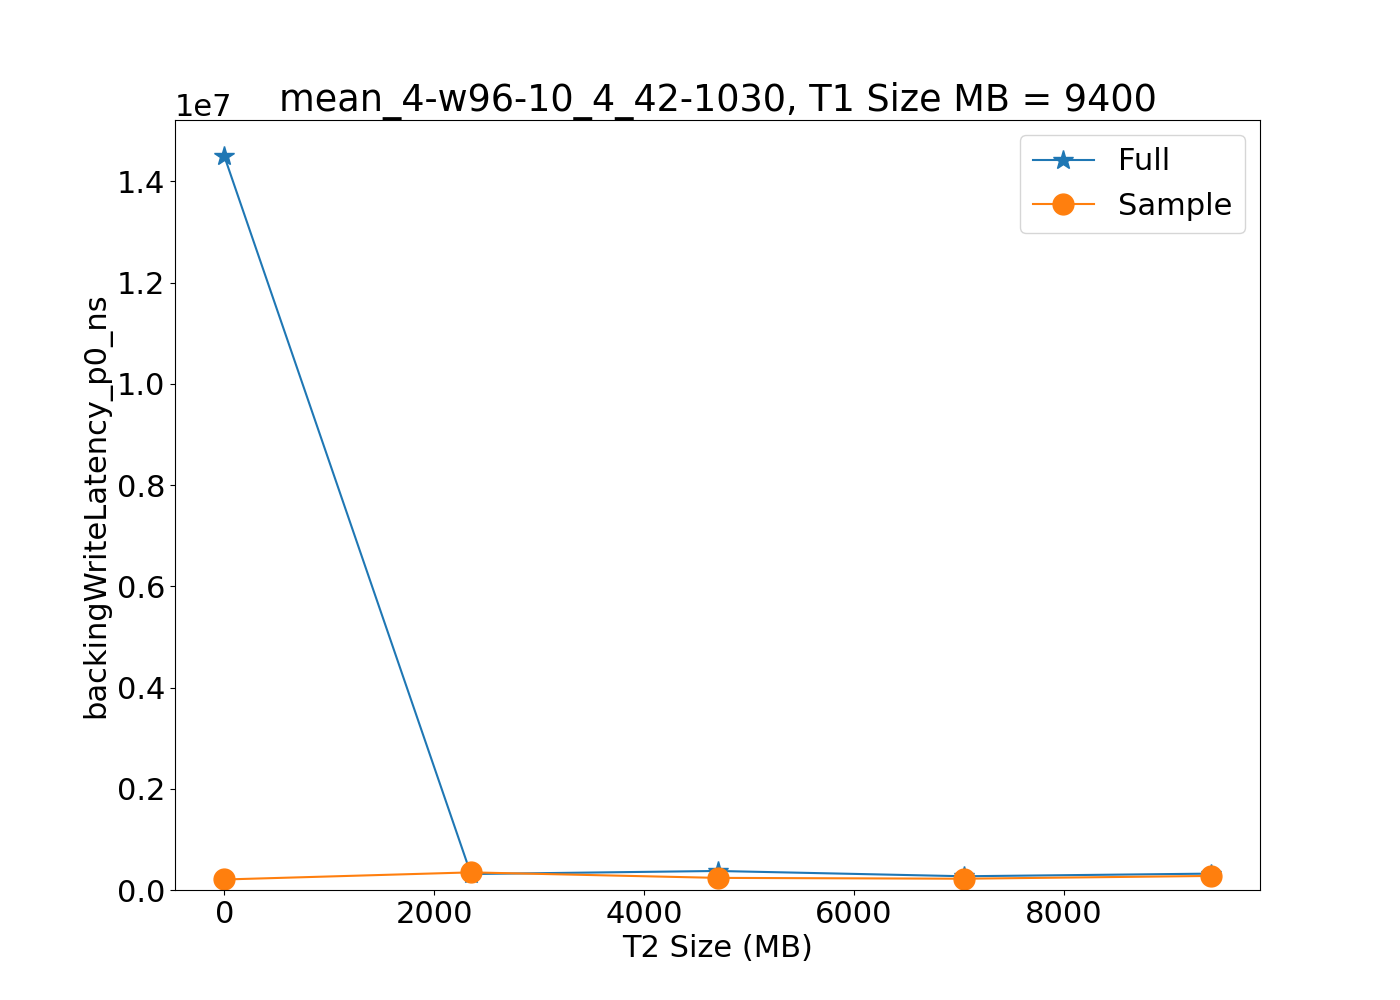 mean_4-w96-10_4_42-1030, T1 Size MB = 9400
1e7
Full
Sample
1.4
1.2
1.0
0.8
0.6
0.4
0.2
0.0
backingWriteLatency_p0_ns
0 2000 4000 6000 8000
T2 Size (MB)